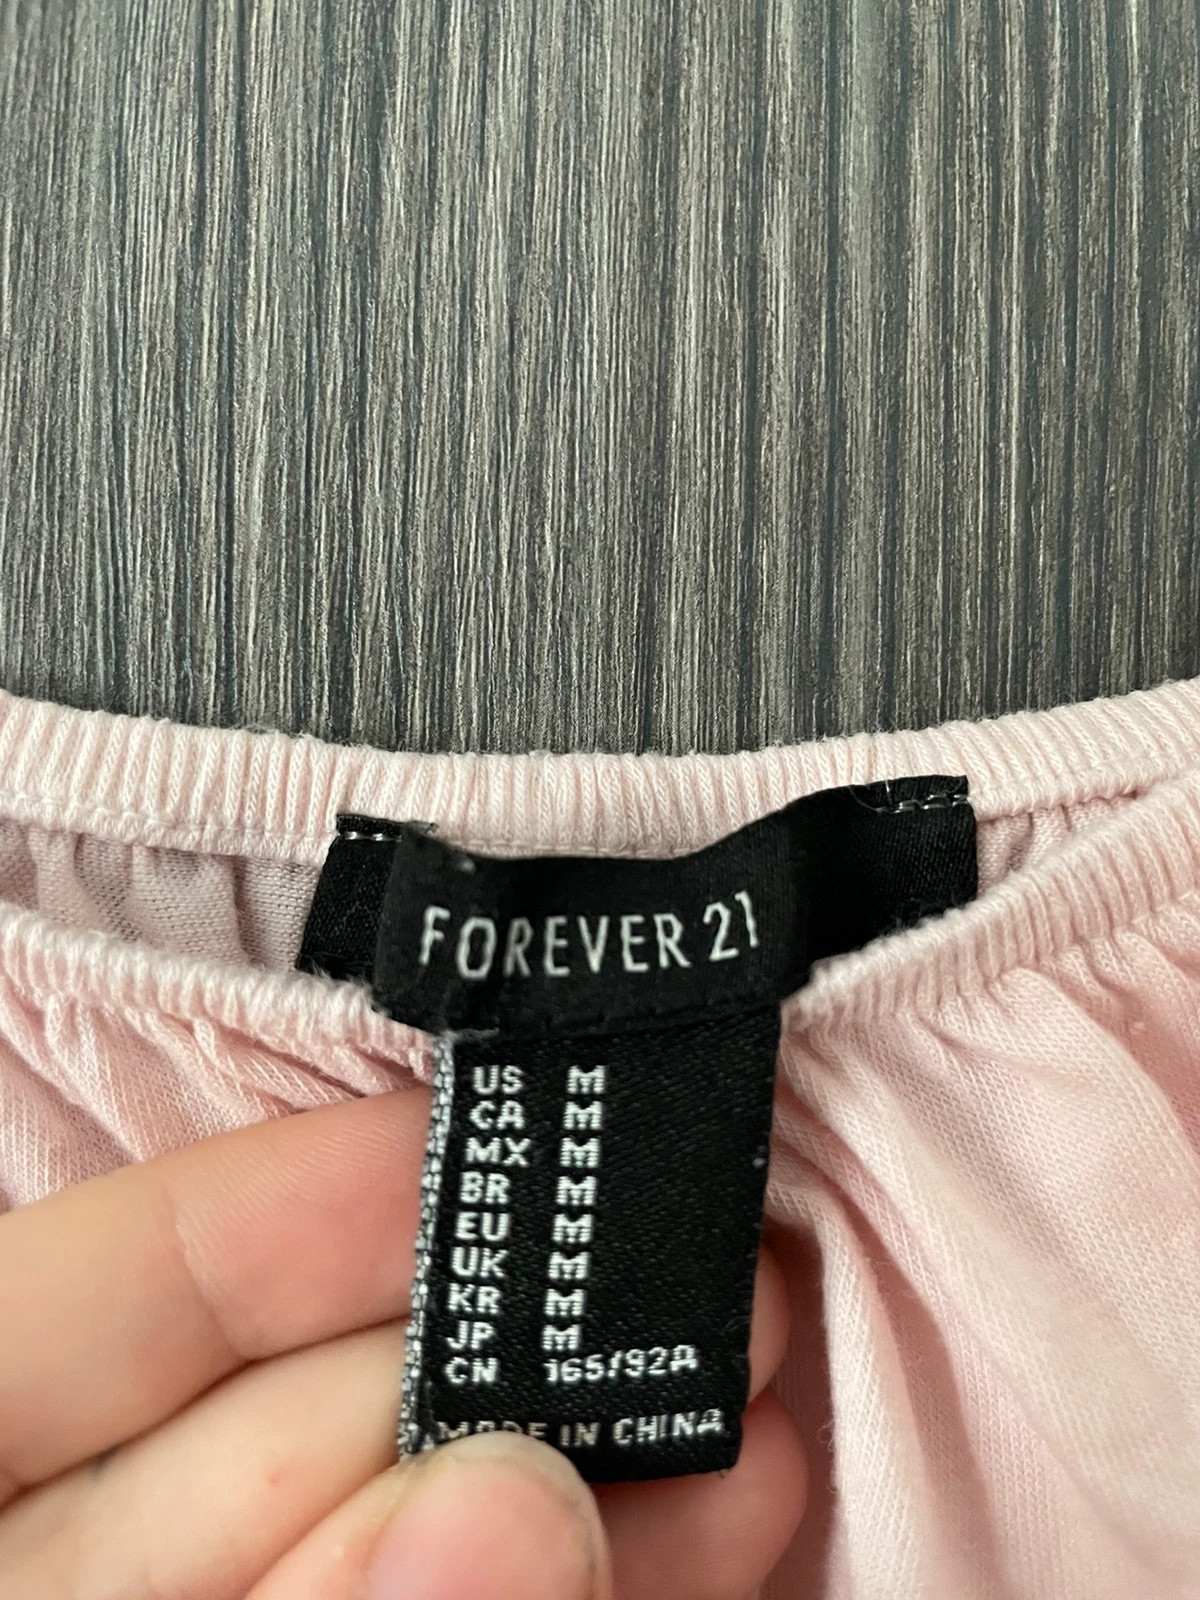 FOREVER 21
US M
CA M
MX M
BR M
EU M
UK M
KR M
JP M
CN 165/92A
MADE IN CHINA